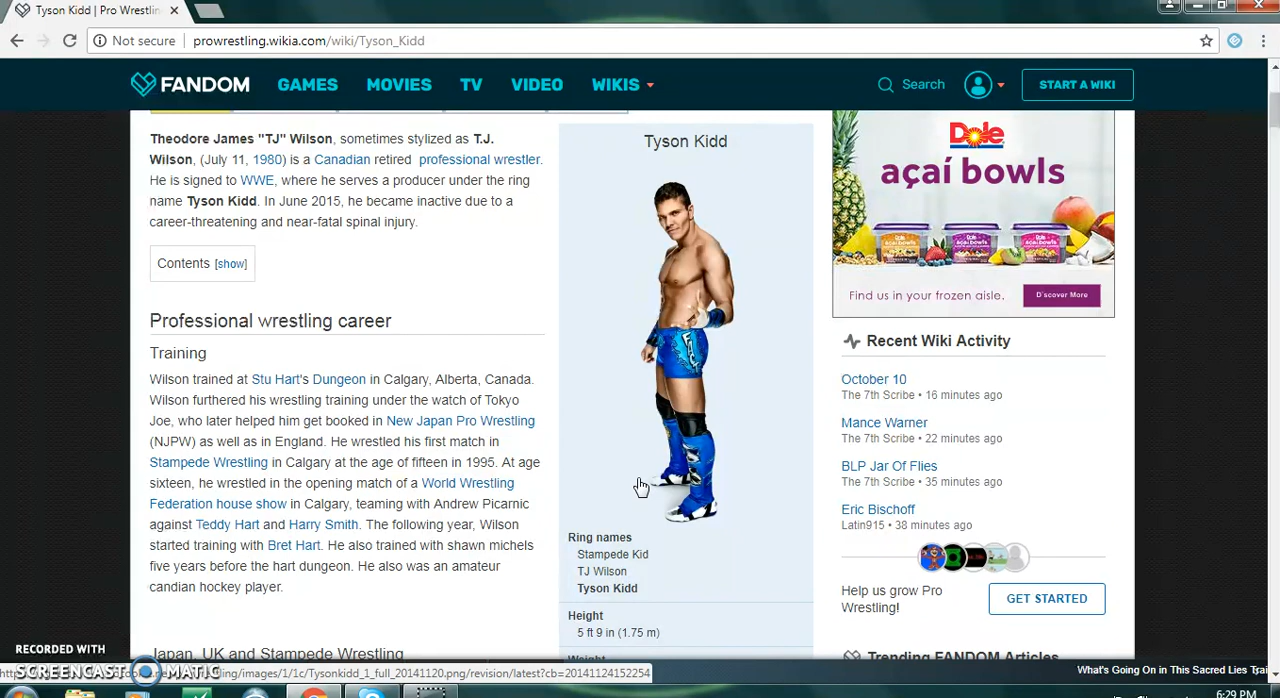 Tyson Kidd | Pro Wrestlin
Not secure | prowrestling.wikia.com/wiki/Tyson_Kidd
FANDOM GAMES MOVIES TV VIDEO WIKIS Search START A WIKI
Theodore James "TJ" Wilson, sometimes stylized as T.J.
Wilson, (July 11, 1980) is a Canadian retired professional wrestler.
He is signed to WWE, where he serves a producer under the ring
name Tyson Kidd. In June 2015, he became inactive due to a
career-threatening and near-fatal spinal injury.
Contents [show]
Professional wrestling career
Training
Wilson trained at Stu Hart's Dungeon in Calgary, Alberta, Canada.
Wilson furthered his wrestling training under the watch of Tokyo
Joe, who later helped him get booked in New Japan Pro Wrestling
(NJPW) as well as in England. He wrestled his first match in
Stampede Wrestling in Calgary at the age of fifteen in 1995. At age
sixteen, he wrestled in the opening match of a World Wrestling
Federation house show in Calgary, teaming with Andrew Picarnic
against Teddy Hart and Harry Smith. The following year, Wilson
started training with Bret Hart. He also trained with shawn michels
five years before the hart dungeon. He also was an amateur
candian hockey player.
Japan, UK and Stampede Wrestling
Tyson Kidd
Ring names
Stampede Kid
TJ Wilson
Tyson Kidd
Height
5 ft 9 in (1.75 m)
Weight
Dole
açaí bowls
Find us in your frozen aisle.
Discover More
Recent Wiki Activity
October 10
The 7th Scribe • 16 minutes ago
Mance Warner
The 7th Scribe • 22 minutes ago
BLP Jar Of Flies
The 7th Scribe • 35 minutes ago
Eric Bischoff
Latin915 • 38 minutes ago
Help us grow Pro
Wrestling!
GET STARTED
Trending FANDOM Articles
What's Going On in This Sacred Lies Trai
RECORDED WITH
SCREENCAST MATIC
images/1/1c/Tysonkidd_1_full_20141120.png/revision/latest?cb=20141124152254
6:29 PM